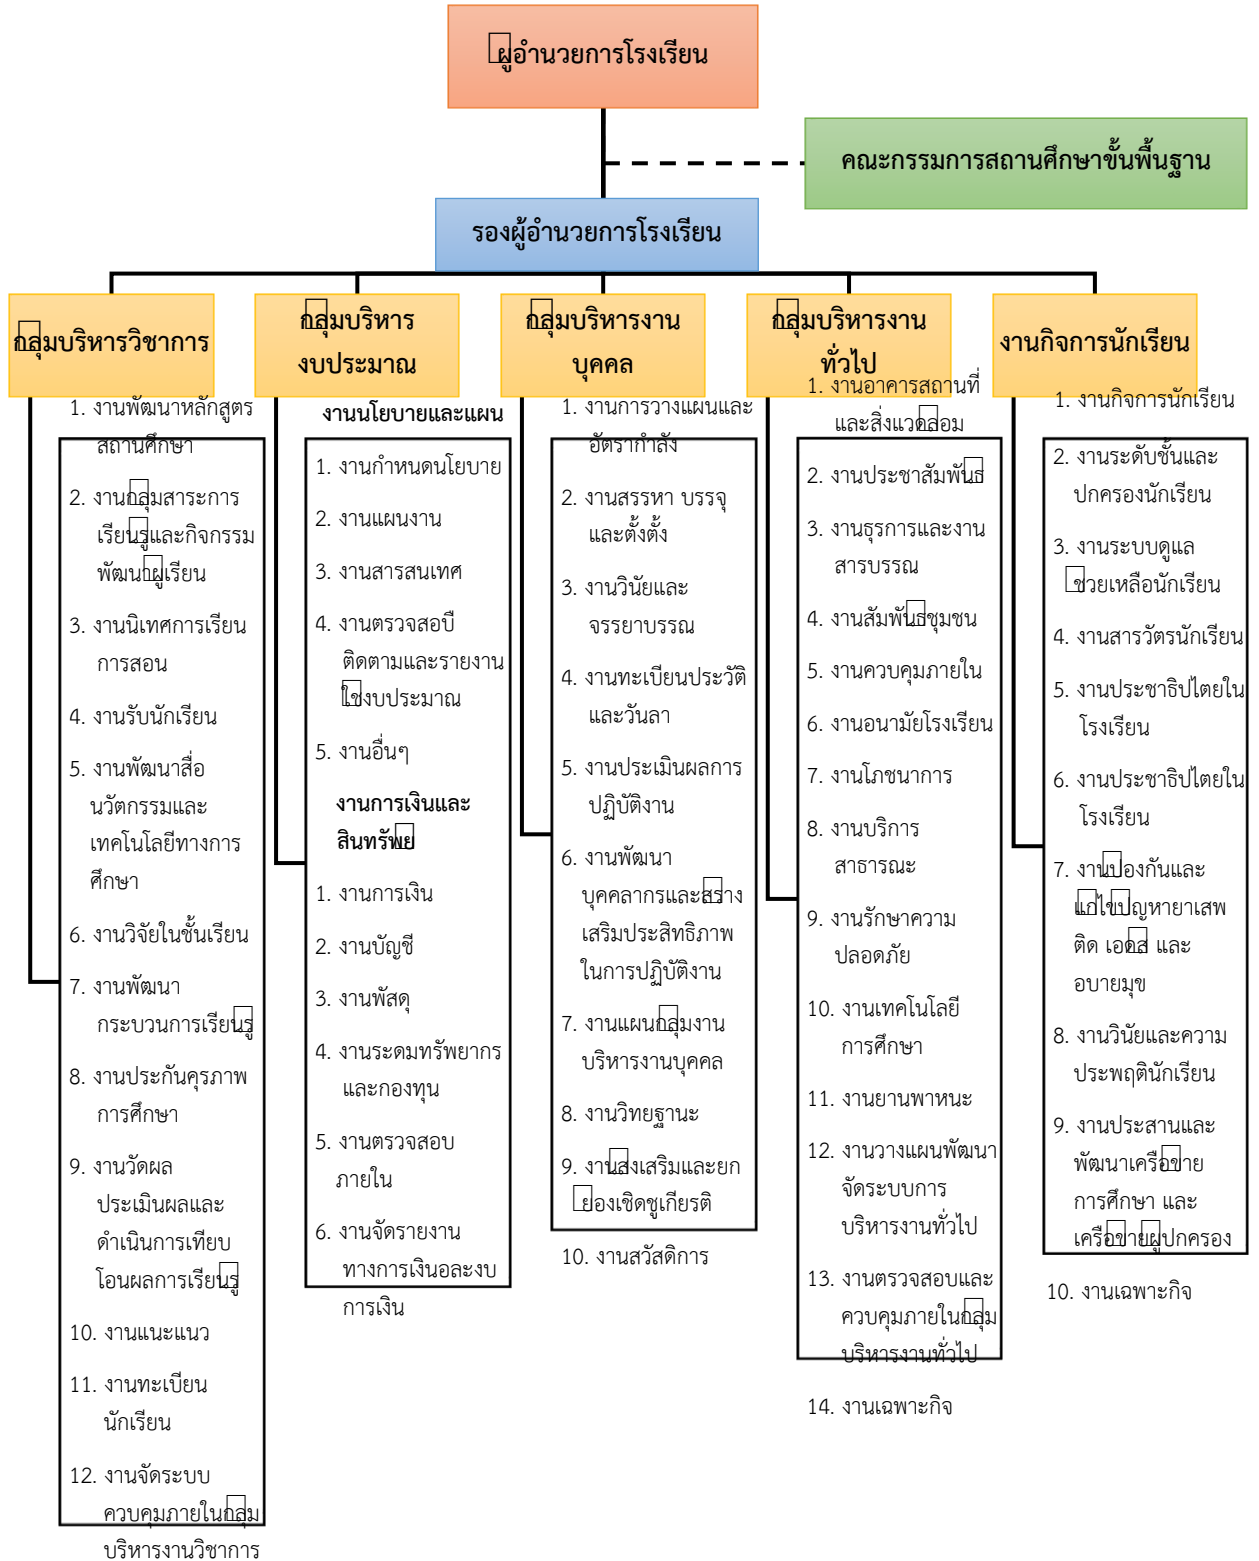 ผู้อำนวยการโรงเรียน
คณะกรรมการสถานศึกษาขั้นพื้นฐาน
รองผู้อำนวยการโรงเรียน
กลุ่มบริหารวิชาการ
1. งานพัฒนาหลักสูตร
สถานศึกษา
2. งานกลุ่มสาระการ
เรียนรู้และกิจกรรม
พัฒนาผู้เรียน
3. งานนิเทศการเรียน
การสอน
4. งานรับนักเรียน
5. งานพัฒนาสื่อ
นวัตกรรมและ
เทคโนโลยีทางการ
ศึกษา
6. งานวิจัยในชั้นเรียน
7. งานพัฒนา
กระบวนการเรียนรู้
8. งานประกันคุรภาพ
การศึกษา
9. งานวัดผล
ประเมินผลและ
ดำเนินการเทียบ
โอนผลการเรียนรู้
10. งานแนะแนว
11. งานทะเบียน
นักเรียน
12. งานจัดระบบ
ควบคุมภายในกลุ่ม
บริหารงานวิชาการ
กลุ่มบริหาร
งบประมาณ
งานนโยบายและแผน
1. งานกำหนดนโยบาย
2. งานแผนงาน
3. งานสารสนเทศ
4. งานตรวจสอบื
ติดตามและรายงาน
ใช้งบประมาณ
5. งานอื่นๆ
งานการเงินและ
สินทรัพย์
1. งานการเงิน
2. งานบัญชี
3. งานพัสดุ
4. งานระดมทรัพยากร
และกองทุน
5. งานตรวจสอบ
ภายใน
6. งานจัดรายงาน
ทางการเงินอละงบ
การเงิน
กลุ่มบริหารงาน
บุคคล
1. งานการวางแผนและ
อัตรากำลัง
2. งานสรรหา บรรจุ
และตั้งตั้ง
3. งานวินัยและ
จรรยาบรรณ
4. งานทะเบียนประวัติ
และวันลา
5. งานประเมินผลการ
ปฏิบัติงาน
6. งานพัฒนา
บุคคลากรและสร้าง
เสริมประสิทธิภาพ
ในการปฏิบัติงาน
7. งานแผนกลุ่มงาน
บริหารงานบุคคล
8. งานวิทยฐานะ
9. งานส่งเสริมและยก
ย่องเชิดชูเกียรติ
10. งานสวัสดิการ
กลุ่มบริหารงาน
ทั่วไป
1. งานอาคารสถานที่
และสิ่งแวดล้อม
2. งานประชาสัมพันธ์
3. งานธุรการและงาน
สารบรรณ
4. งานสัมพันธ์ชุมชน
5. งานควบคุมภายใน
6. งานอนามัยโรงเรียน
7. งานโภชนาการ
8. งานบริการ
สาธารณะ
9. งานรักษาความ
ปลอดภัย
10. งานเทคโนโลยี
การศึกษา
11. งานยานพาหนะ
12. งานวางแผนพัฒนา
จัดระบบการ
บริหารงานทั่วไป
13. งานตรวจสอบและ
ควบคุมภายในกลุ่ม
บริหารงานทั่วไป
14. งานเฉพาะกิจ
งานกิจการนักเรียน
1. งานกิจการนักเรียน
2. งานระดับชั้นและ
ปกครองนักเรียน
3. งานระบบดูแล
ช่วยเหลือนักเรียน
4. งานสารวัตรนักเรียน
5. งานประชาธิปไตยใน
โรงเรียน
6. งานประชาธิปไตยใน
โรงเรียน
7. งานป้องกันและ
แก้ไขปัญหายาเสพ
ติด เอดส์ และ
อบายมุข
8. งานวินัยและความ
ประพฤตินักเรียน
9. งานประสานและ
พัฒนาเครือข่าย
การศึกษา และ
เครือข่ายผู้ปกครอง
10. งานเฉพาะกิจ